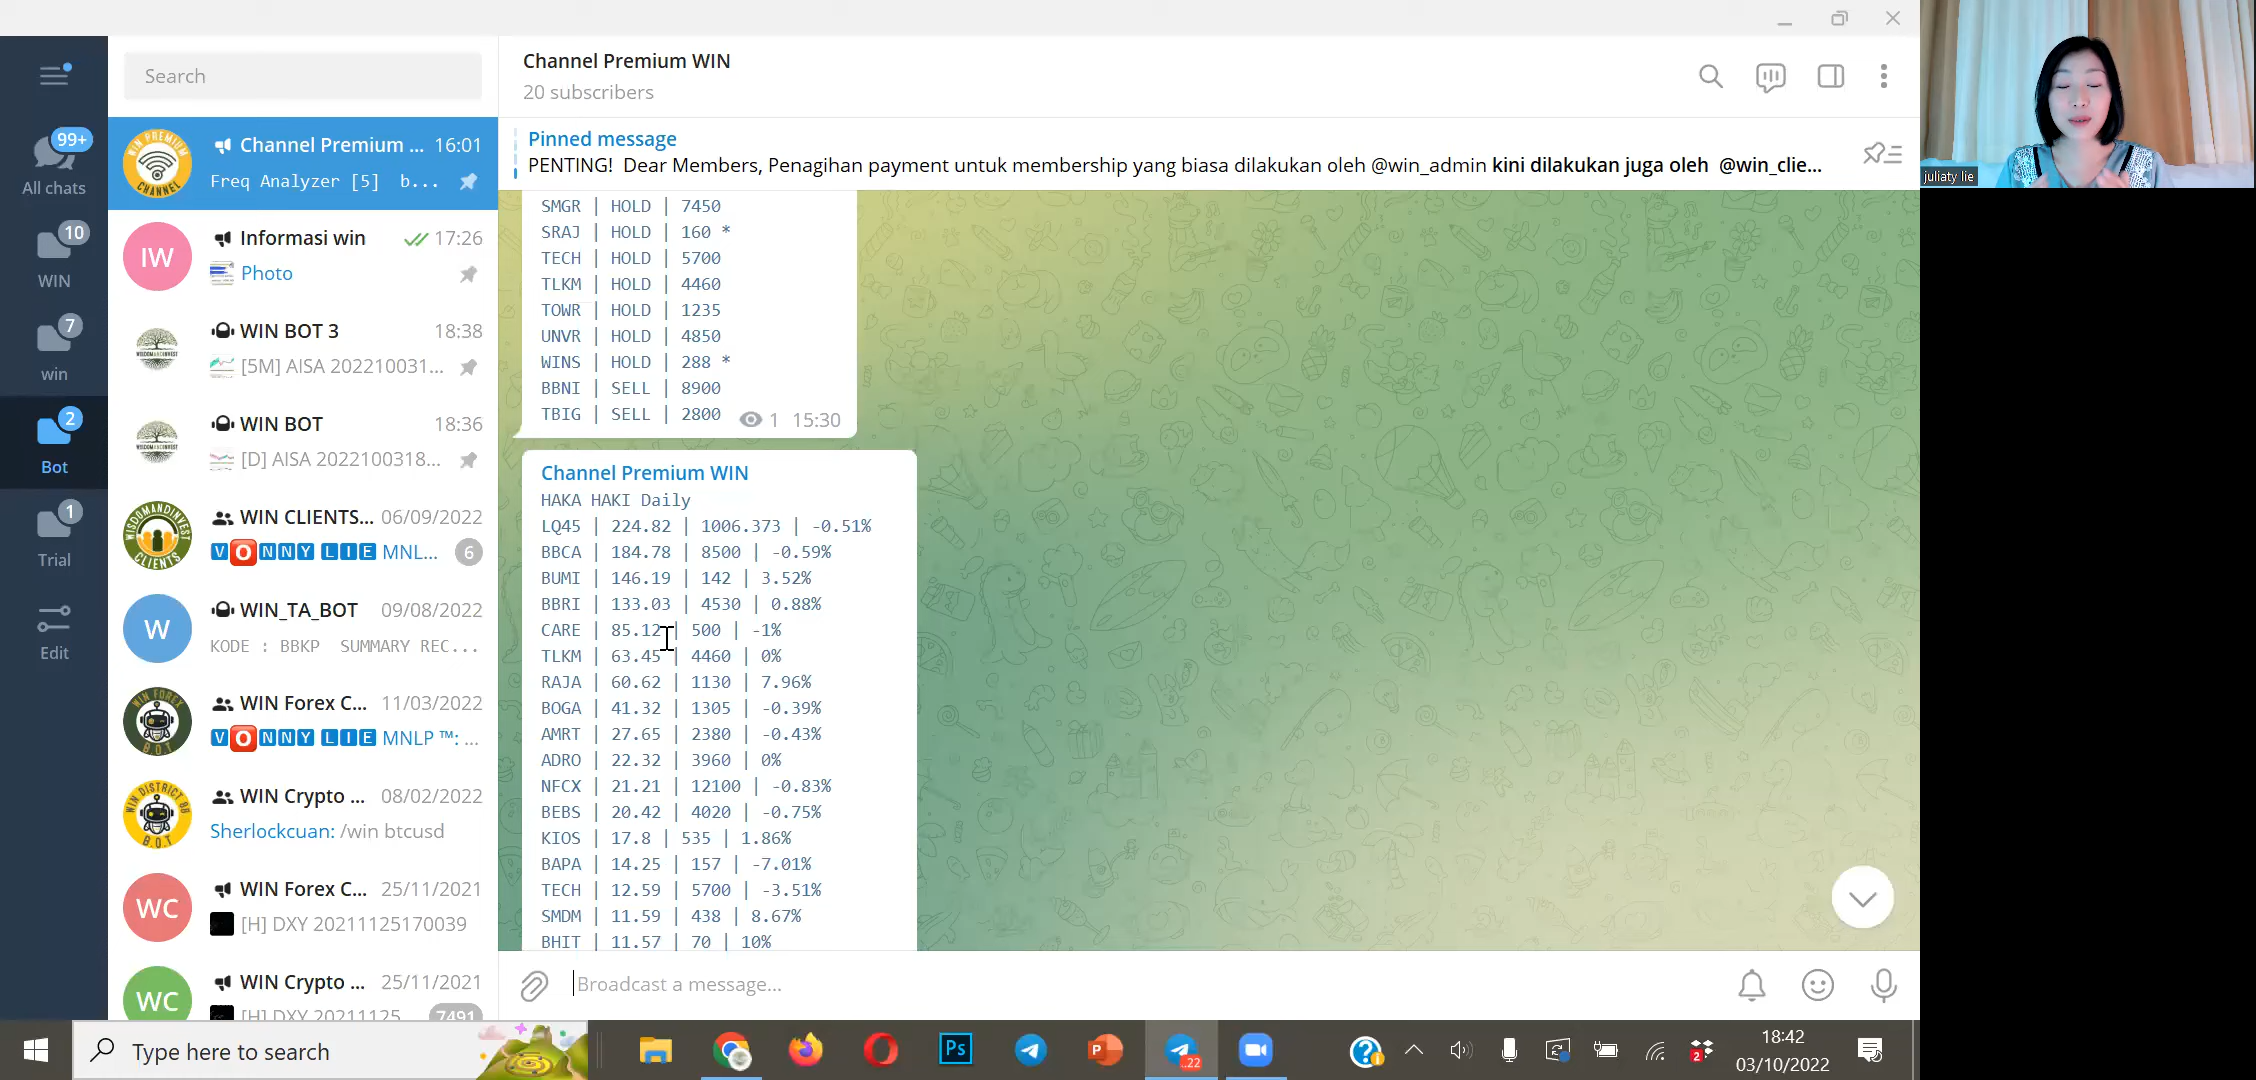 Search
99+
All chats
10
WIN
7
win
2
Bot
1
Trial
Edit
Channel Premium ... 16:01
Freq Analyzer [5] b...
IW
Informasi win 17:26
Photo
WIN BOT 3 18:38
[5M] AISA 202210031...
WIN BOT 18:36
[D] AISA 2022100318...
WIN CLIENTS... 06/09/2022
VONNY LIE MNL... 6
W
WIN_TA_BOT 09/08/2022
KODE : BBKP SUMMARY REC...
WIN Forex C... 11/03/2022
VONNY LIE MNLP ™: ...
WIN Crypto ... 08/02/2022
Sherlockcuan: /win btcusd
WC
WIN Forex C... 25/11/2021
[H] DXY 20211125170039
WC
WIN Crypto ... 25/11/2021
[H] DXY 20211125 7491
Channel Premium WIN
20 subscribers
Pinned message
PENTING! Dear Members, Penagihan payment untuk membership yang biasa dilakukan oleh @win_admin kini dilakukan juga oleh @win_clie...
SMGR | HOLD | 7450
SRAJ | HOLD | 160 *
TECH | HOLD | 5700
TLKM | HOLD | 4460
TOWR | HOLD | 1235
UNVR | HOLD | 4850
WINS | HOLD | 288 *
BBNI | SELL | 8900
TBIG | SELL | 2800
1 15:30
Channel Premium WIN
HAKA HAKI Daily
LQ45 | 224.82 | 1006.373 | -0.51%
BBCA | 184.78 | 8500 | -0.59%
BUMI | 146.19 | 142 | 3.52%
BBRI | 133.03 | 4530 | 0.88%
CARE | 85.12 | 500 | -1%
TLKM | 63.45 | 4460 | 0%
RAJA | 60.62 | 1130 | 7.96%
BOGA | 41.32 | 1305 | -0.39%
AMRT | 27.65 | 2380 | -0.43%
ADRO | 22.32 | 3960 | 0%
NFCX | 21.21 | 12100 | -0.83%
BEBS | 20.42 | 4020 | -0.75%
KIOS | 17.8 | 535 | 1.86%
BAPA | 14.25 | 157 | -7.01%
TECH | 12.59 | 5700 | -3.51%
SMDM | 11.59 | 438 | 8.67%
BHIT | 11.57 | 70 | 10%
Broadcast a message...
juliaty lie
Type here to search
Ps
..22
2
18:42
03/10/2022